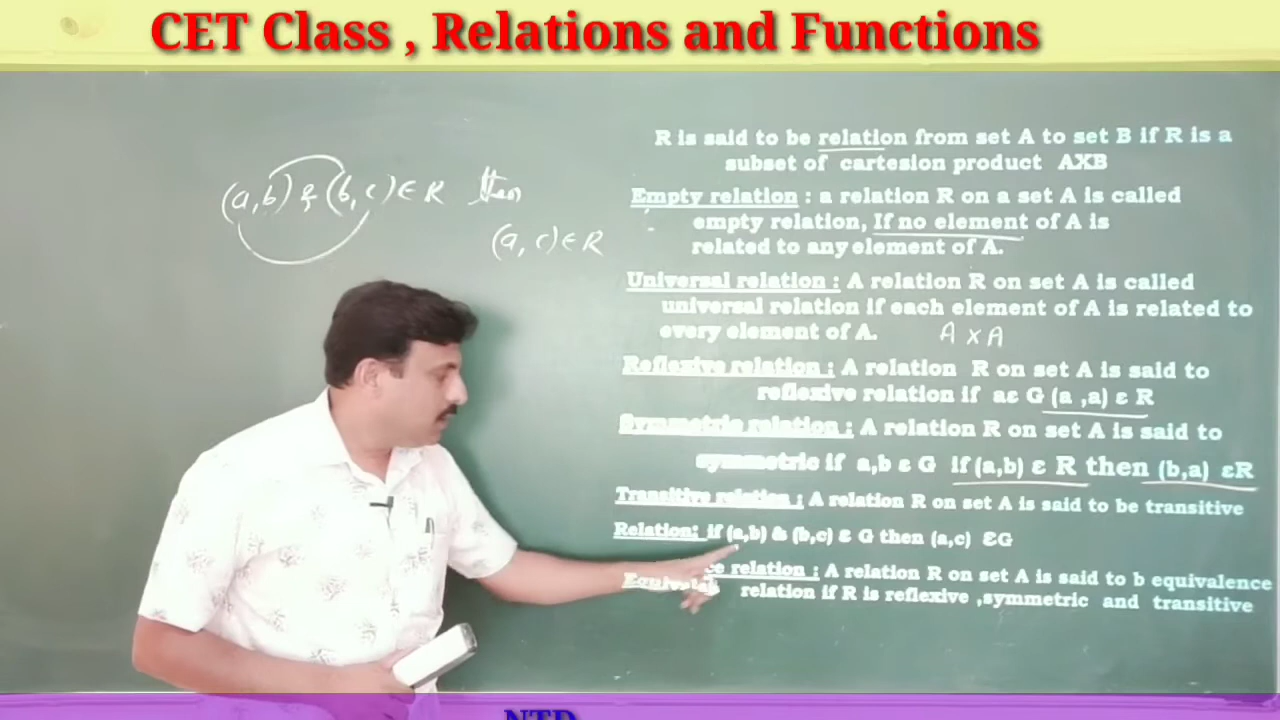 CET Class , Relations and Functions
(a,b) & (b,c) ∈ R then
(a,c) ∈ R
R is said to be relation from set A to set B if R is a
subset of cartesion product AXB
Empty relation : a relation R on a set A is called
empty relation, If no element of A is
related to any element of A.
Universal relation : A relation R on set A is called
universal relation if each element of A is related to
every element of A. A x A
Reflexive relation : A relation R on set A is said to
reflexive relation if aε G (a ,a) ε R
Symmetric relation : A relation R on set A is said to
symmetric if a,b ε G if (a,b) ε R then (b,a) εR
Transitive relation : A relation R on set A is said to be transitive
Relation: if (a,b) & (b,c) ε G then (a,c) εG
relation : A relation R on set A is said to b equivalence
relation if R is reflexive ,symmetric and transitive
NTD